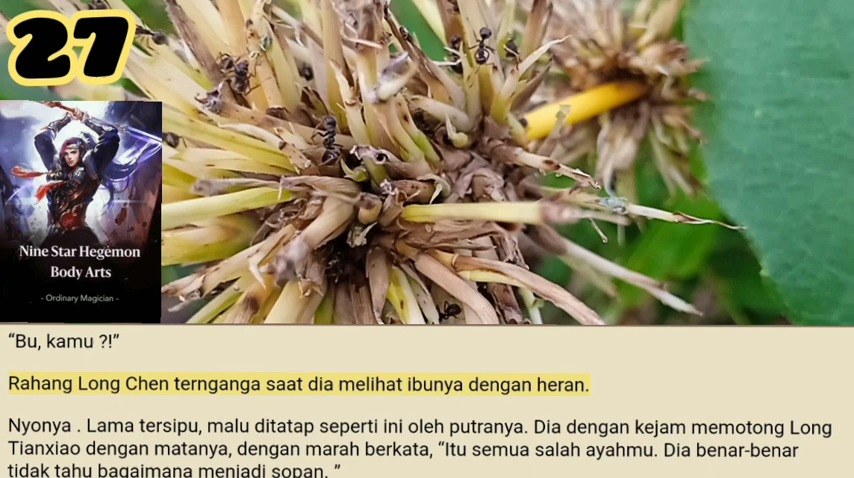 27
Nine Star Hegemon
Body Arts
- Ordinary Magician -
“Bu, kamu ?!”
Rahang Long Chen ternganga saat dia melihat ibunya dengan heran.
Nyonya . Lama tersipu, malu ditatap seperti ini oleh putranya. Dia dengan kejam memotong Long
Tianxiao dengan matanya, dengan marah berkata, “Itu semua salah ayahmu. Dia benar-benar
tidak tahu bagaimana menjadi sopan. ”